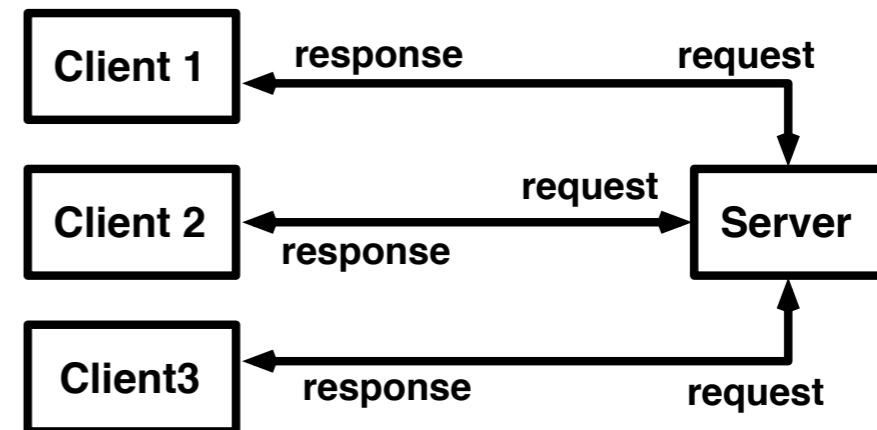 response request
Client 1
request
Client 2 Server
response
Client3
response request